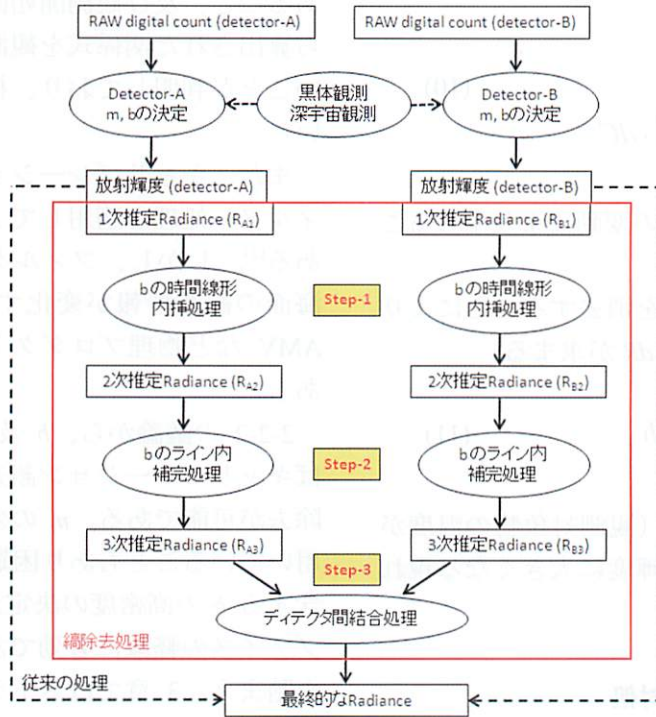 RAW digital count (detector-A)
RAW digital count (detector-B)
Detector-A
m, bの決定
黒体観測
深宇宙観測
Detector-B
m, bの決定
放射輝度 (detector-A)
放射輝度 (detector-B)
1次推定Radiance (RA1)
1次推定Radiance (RB1)
bの時間線形
内挿処理
Step-1
bの時間線形
内挿処理
2次推定Radiance (RA2)
2次推定Radiance (RB2)
bのライン内
補完処理
Step-2
bのライン内
補完処理
3次推定Radiance (RA3)
3次推定Radiance (RB3)
Step-3
ディテクタ間結合処理
縞除去処理
従来の処理
最終的なRadiance
AMV
(11)